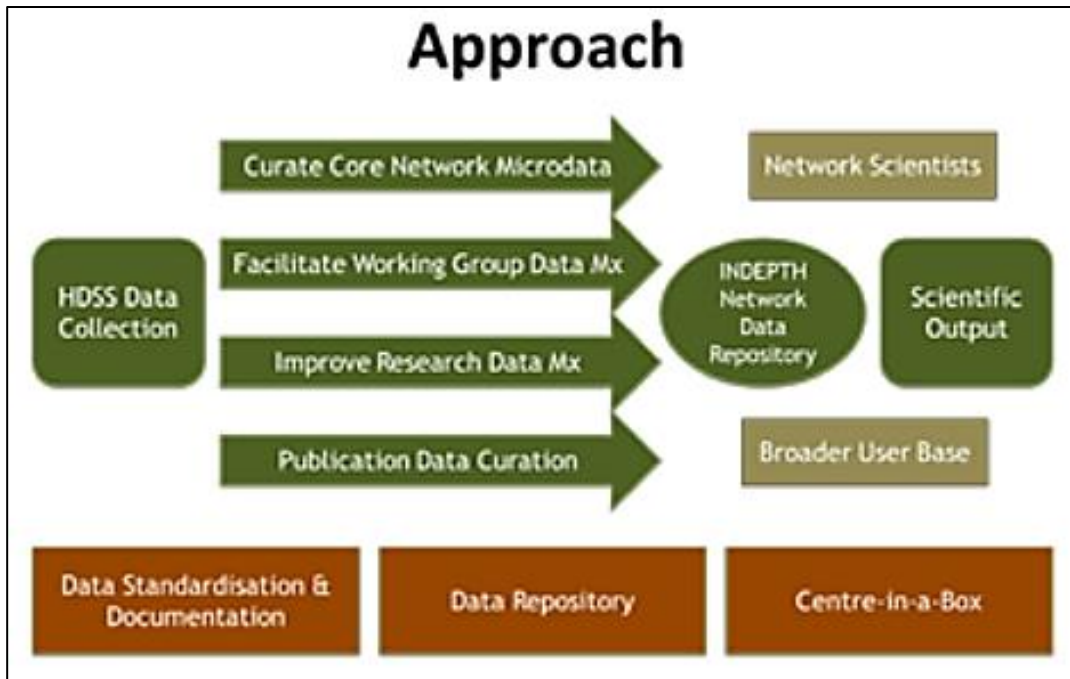 Approach
Curate Core Network Microdata
Network Scientists
HDSS Data
Collection
Facilitate Working Group Data Mx
Improve Research Data Mx
INDEPTH
Network
Data
Repository
Scientific
Output
Publication Data Curation
Broader User Base
Data Standardisation &
Documentation
Data Repository
Centre-in-a-Box